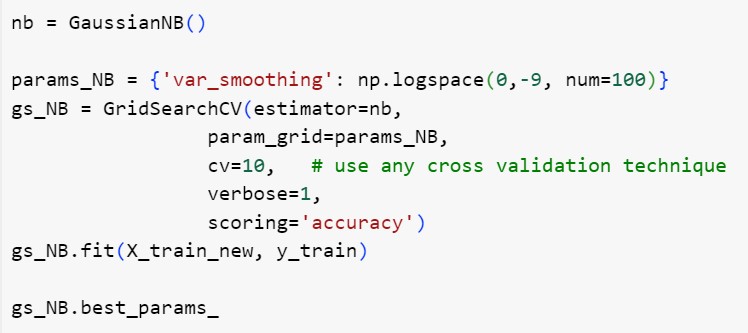 nb = GaussianNB()
params_NB = {'var_smoothing': np.logspace(0,-9, num=100)}
gs_NB = GridSearchCV(estimator=nb,
                 param_grid=params_NB,
                 cv=10,   # use any cross validation technique
                 verbose=1,
                 scoring='accuracy')
gs_NB.fit(X_train_new, y_train)
gs_NB.best_params_